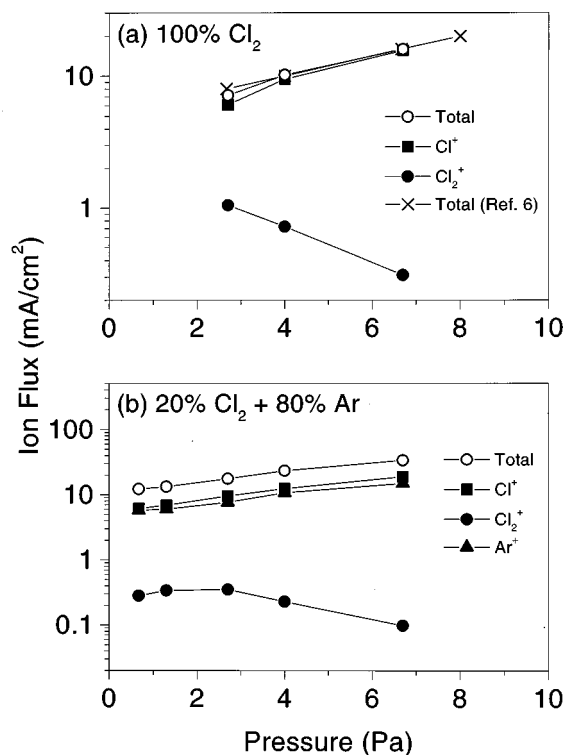 (a) 100% Cl₂
10
1
Total
Cl⁺
Cl₂⁺
Total (Ref. 6)
0 2 4 6 8 10
Ion Flux (mA/cm²)
(b) 20% Cl₂ + 80% Ar
100
10
1
0.1
Total
Cl⁺
Cl₂⁺
Ar⁺
0 2 4 6 8 10
Pressure (Pa)